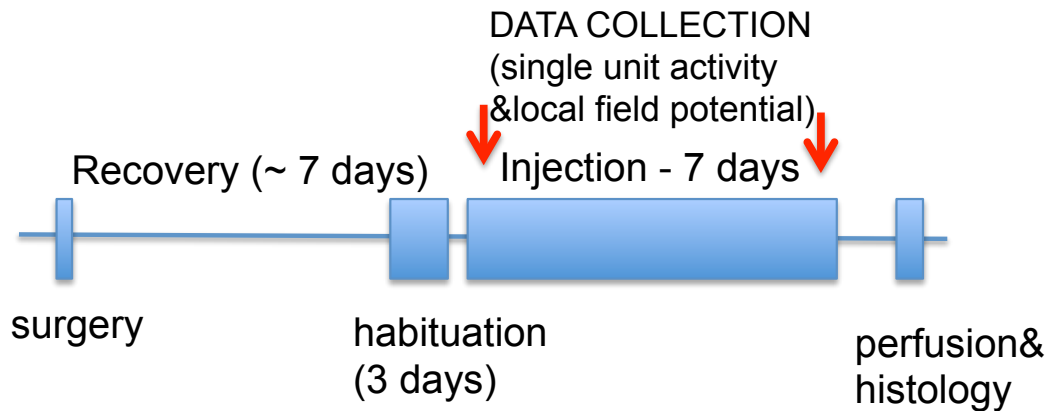 DATA COLLECTION
(single unit activity
&local field potential)
Recovery (~ 7 days)
Injection - 7 days
surgery
habituation
(3 days)
perfusion&
histology